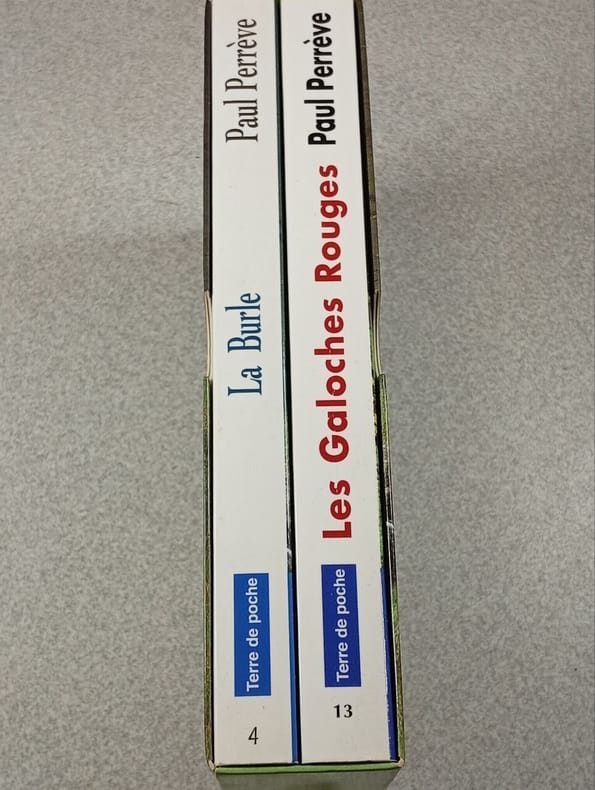 Paul Perrève
La Burle
Terre de poche
4
Paul Perrève
Les Galoches Rouges
Terre de poche
13